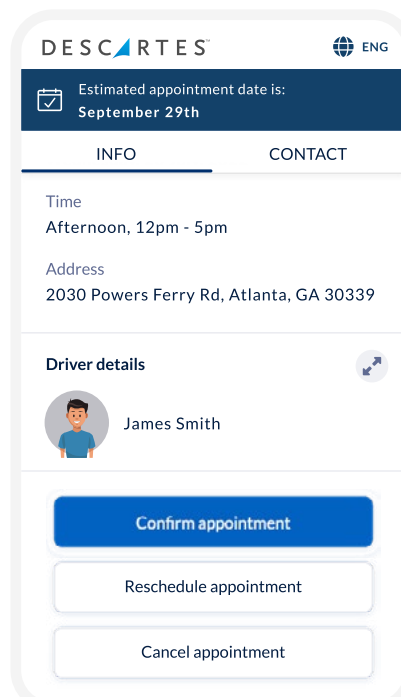 DESCARTES™
ENG
Estimated appointment date is:
September 29th
INFO
CONTACT
Time
Afternoon, 12pm - 5pm
Address
2030 Powers Ferry Rd, Atlanta, GA 30339
Driver details
James Smith
Confirm appointment
Reschedule appointment
Cancel appointment